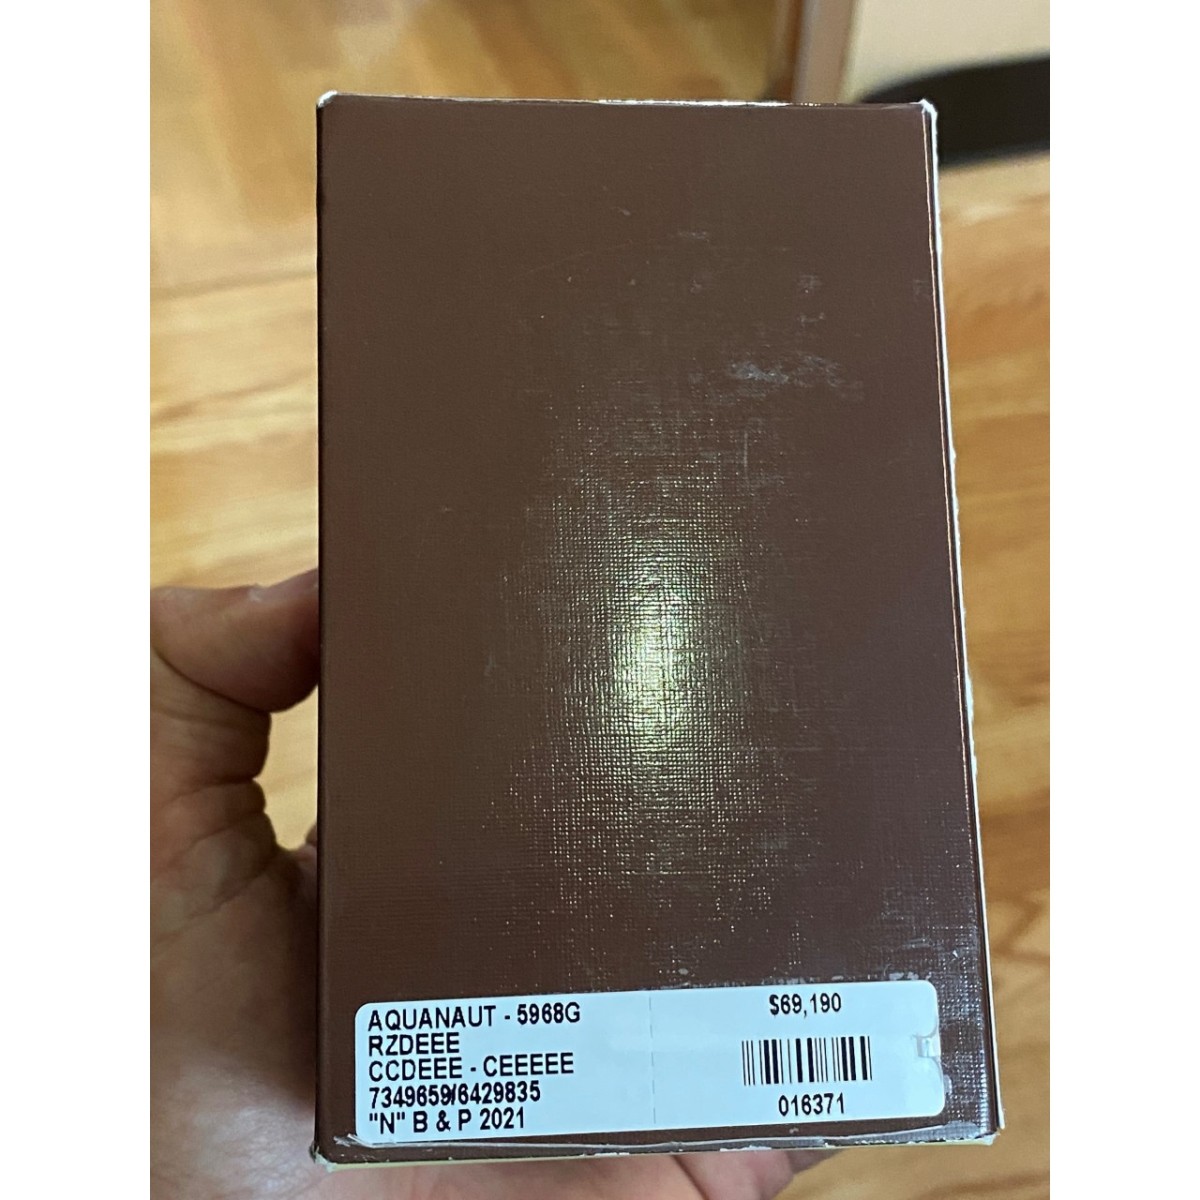 AQUANAUT - 5968G
RZDEEE
CCDEEE - CEEEEE
7349659/6429835
"N" B & P 2021
$69,190
016371